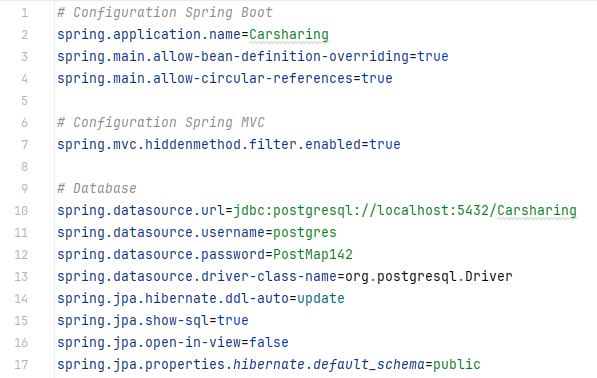 1 # Configuration Spring Boot
2 spring.application.name=Carsharing
3 spring.main.allow-bean-definition-overriding=true
4 spring.main.allow-circular-references=true
5
6 # Configuration Spring MVC
7 spring.mvc.hiddenmethod.filter.enabled=true
8
9 # Database
10 spring.datasource.url=jdbc:postgresql://localhost:5432/Carsharing
11 spring.datasource.username=postgres
12 spring.datasource.password=PostMap142
13 spring.datasource.driver-class-name=org.postgresql.Driver
14 spring.jpa.hibernate.ddl-auto=update
15 spring.jpa.show-sql=true
16 spring.jpa.open-in-view=false
17 spring.jpa.properties.hibernate.default_schema=public